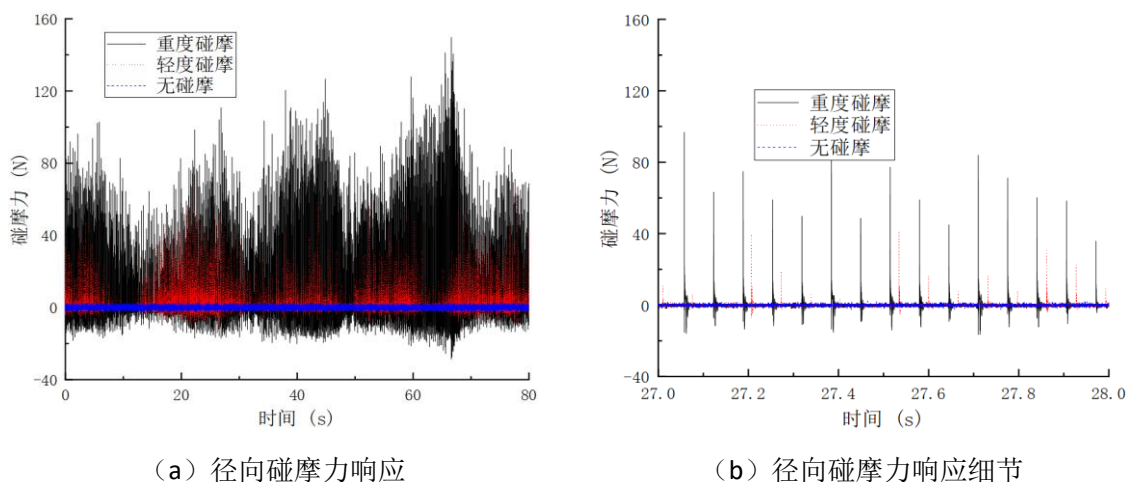 160
120
80
40
0
-40
碰摩力 (N)
重度碰摩
轻度碰摩
无碰摩
0 20 40 60 80
时间 (s)
(a) 径向碰摩力响应
160
120
80
40
0
-40
碰摩力 (N)
重度碰摩
轻度碰摩
无碰摩
27.0 27.2 27.4 27.6 27.8 28.0
时间 (s)
(b) 径向碰摩力响应细节